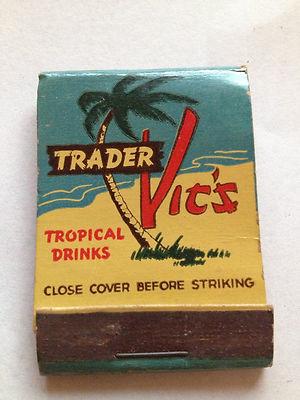 TRADER
Vic's
TROPICAL
DRINKS
CLOSE COVER BEFORE STRIKING